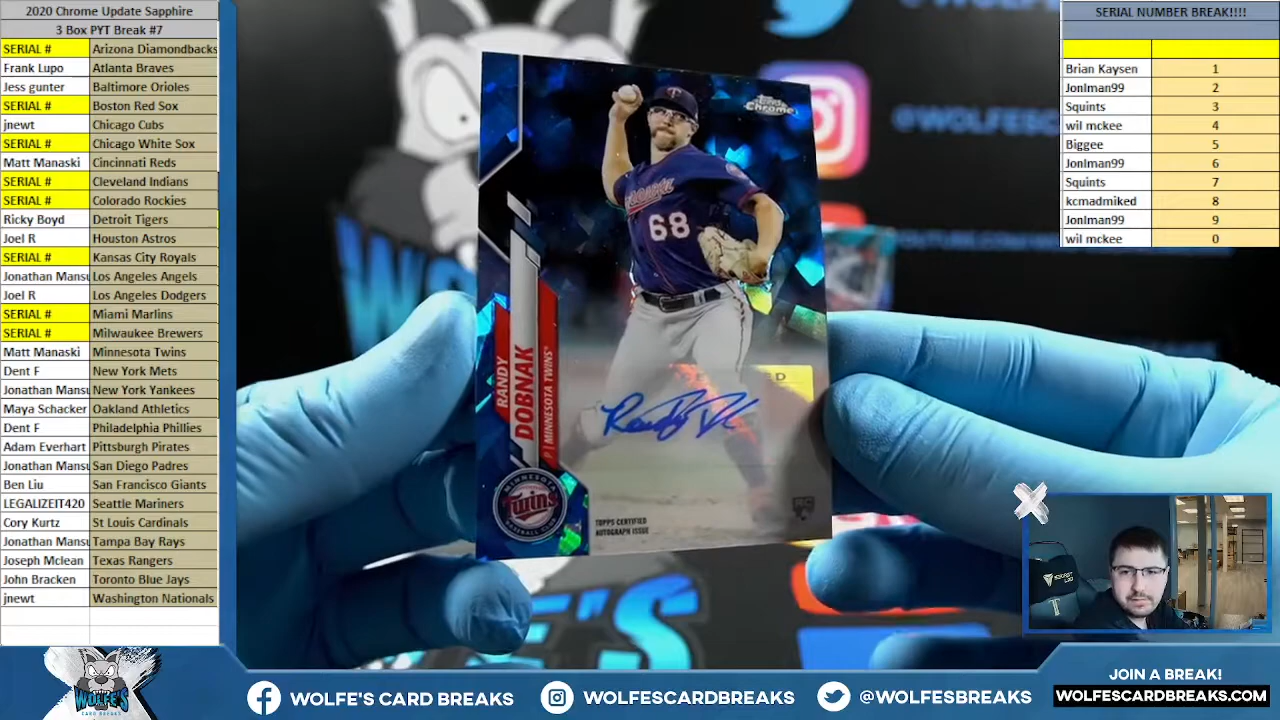 2020 Chrome Update Sapphire
3 Box PYT Break #7
SERIAL # Arizona Diamondbacks
Frank Lupo Atlanta Braves
Jess gunter Baltimore Orioles
SERIAL # Boston Red Sox
jnewt Chicago Cubs
SERIAL # Chicago White Sox
Matt Manaski Cincinnati Reds
SERIAL # Cleveland Indians
SERIAL # Colorado Rockies
Ricky Boyd Detroit Tigers
Joel R Houston Astros
SERIAL # Kansas City Royals
Jonathan Mansu Los Angeles Angels
Joel R Los Angeles Dodgers
SERIAL # Miami Marlins
SERIAL # Milwaukee Brewers
Matt Manaski Minnesota Twins
Dent F New York Mets
Jonathan Mansu New York Yankees
Maya Schacker Oakland Athletics
Dent F Philadelphia Phillies
Adam Everhart Pittsburgh Pirates
Jonathan Mansu San Diego Padres
Ben Liu San Francisco Giants
LEGALIZEIT420 Seattle Mariners
Cory Kurtz St Louis Cardinals
Jonathan Mansu Tampa Bay Rays
Joseph Mclean Texas Rangers
John Bracken Toronto Blue Jays
jnewt Washington Nationals
SERIAL NUMBER BREAK!!!!
Brian Kaysen 1
JonIman99 2
Squints 3
wil mckee 4
Biggee 5
JonIman99 6
Squints 7
kcmadmiked 8
JonIman99 9
wil mckee 0
Topps Chrome
68
RANDY
DOBNAK
P | MINNESOTA TWINS
MINNESOTA
Twins
BASEBALL CLUB
TOPPS CERTIFIED
AUTOGRAPH ISSUE
RC
@WOLFESC
WOLFE'S
CARD BREAKS
WOLFE'S CARD BREAKS
WOLFESCARDBREAKS
@WOLFESBREAKS
JOIN A BREAK!
WOLFESCARDBREAKS.COM